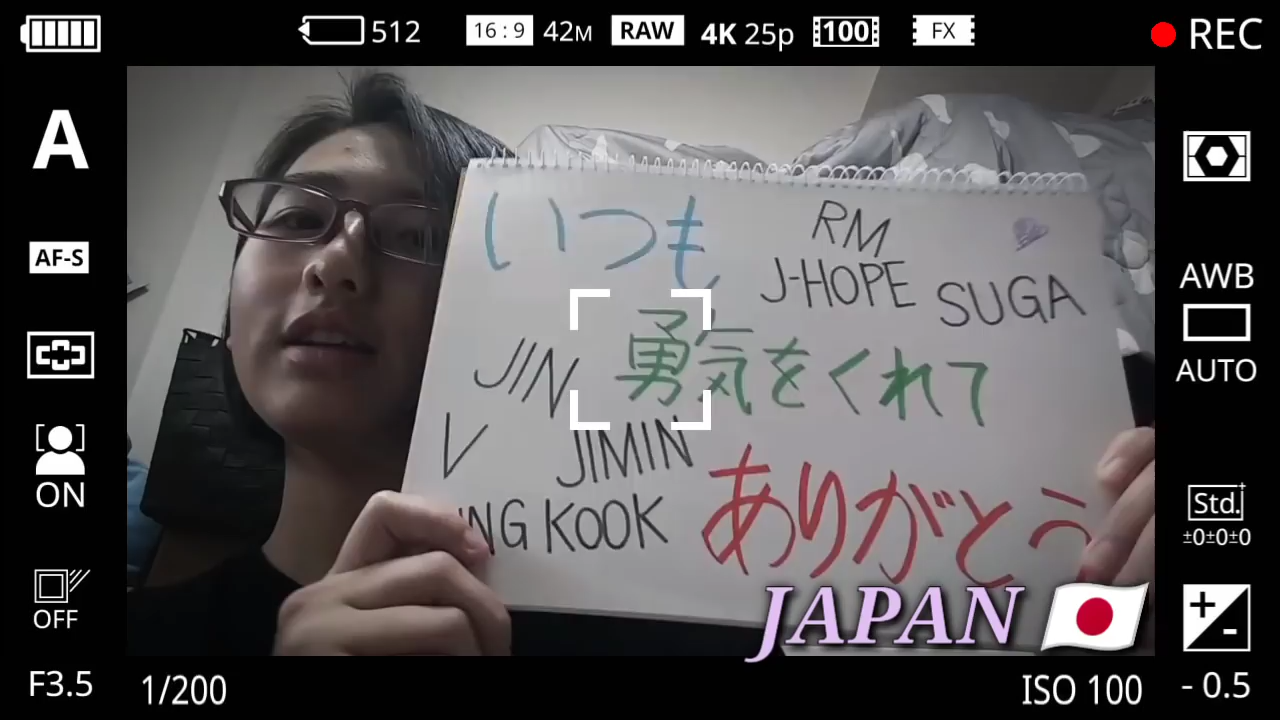 512 16:9 42M RAW 4K 25p 100 FX REC
A
AF-S
ON
OFF
F3.5
いつも
RM
J-HOPE SUGA
勇気をくれて
JIN
V JIMIN
NG KOOK
ありがとう
JAPAN
AWB
AUTO
Std.+
±0±0±0
+ -
1/200
ISO 100
- 0.5